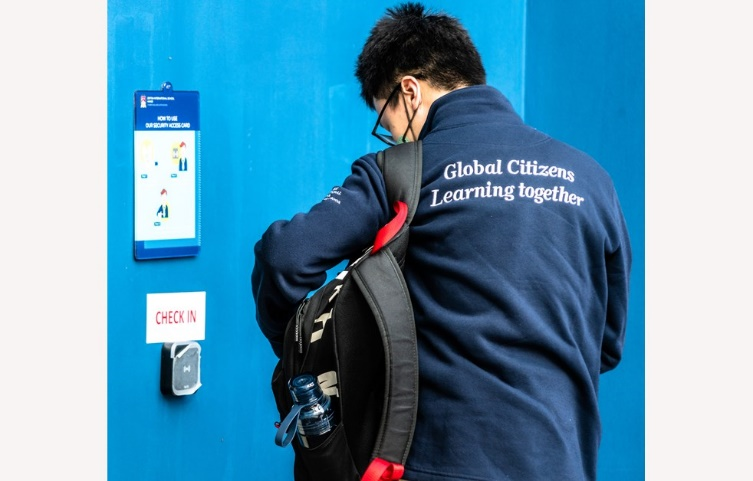 HOW TO USE
OUR SECURITY ACCESS CARD
CHECK IN
Global Citizens
Learning together